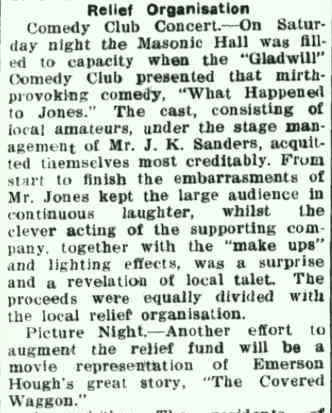 Relief Organisation
Comedy Club Concert.—On Satur-
day night the Masonic Hall was fill-
ed to capacity when the "Gladwill"
Comedy Club presented that mirth-
provoking comedy, "What Happened
to Jones." The cast, consisting of
local amateurs, under the stage man-
agement of Mr. J. K. Sanders, acquit-
ted themselves most creditably. From
start to finish the embarrasments of
Mr. Jones kept the large audience in
continuous laughter, whilst the
clever acting of the supporting com-
pany, together with the "make ups"
and lighting effects, was a surprise
and a revelation of local talet. The
proceeds were equally divided with
the local relief organisation.
Picture Night.—Another effort to
augment the relief fund will be a
movie representation of Emerson
Hough's great story, "The Covered
Waggon."